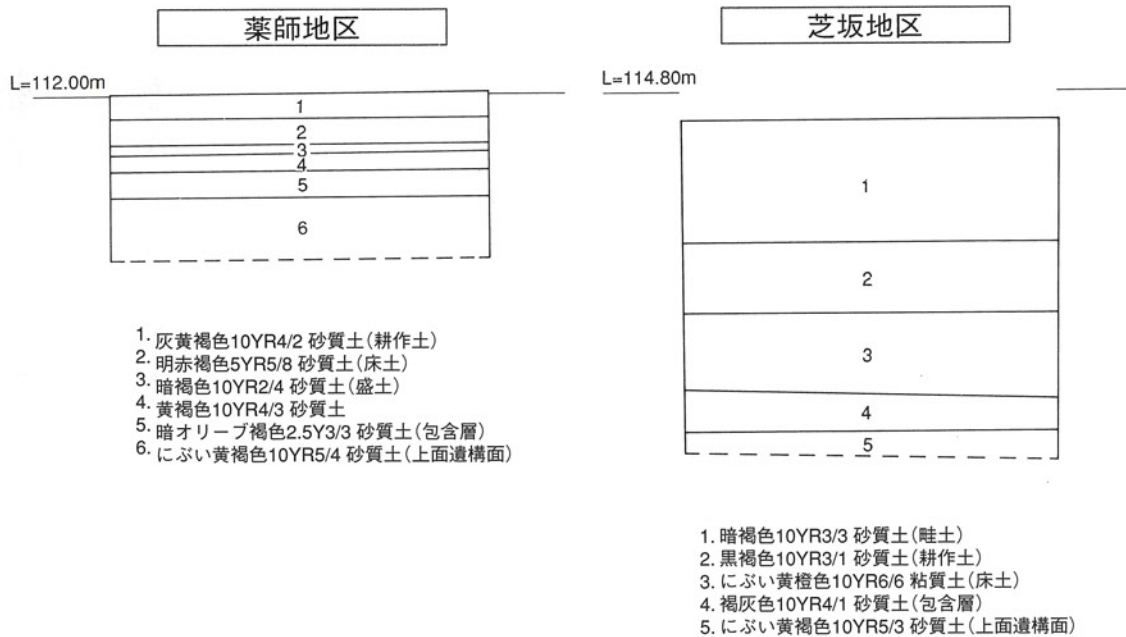 薬師地区
L=112.00m
1
2
3
4
5
6
1. 灰黄褐色10YR4/2 砂質土(耕作土)
2. 明赤褐色5YR5/8 砂質土(床土)
3. 暗褐色10YR2/4 砂質土(盛土)
4. 黄褐色10YR4/3 砂質土
5. 暗オリーブ褐色2.5Y3/3 砂質土(包含層)
6. にぶい黄褐色10YR5/4 砂質土(上面遺構面)
芝坂地区
L=114.80m
1
2
3
4
5
1. 暗褐色10YR3/3 砂質土(畦土)
2. 黒褐色10YR3/1 砂質土(耕作土)
3. にぶい黄橙色10YR6/6 粘質土(床土)
4. 褐灰色10YR4/1 砂質土(包含層)
5. にぶい黄褐色10YR5/3 砂質土(上面遺構面)